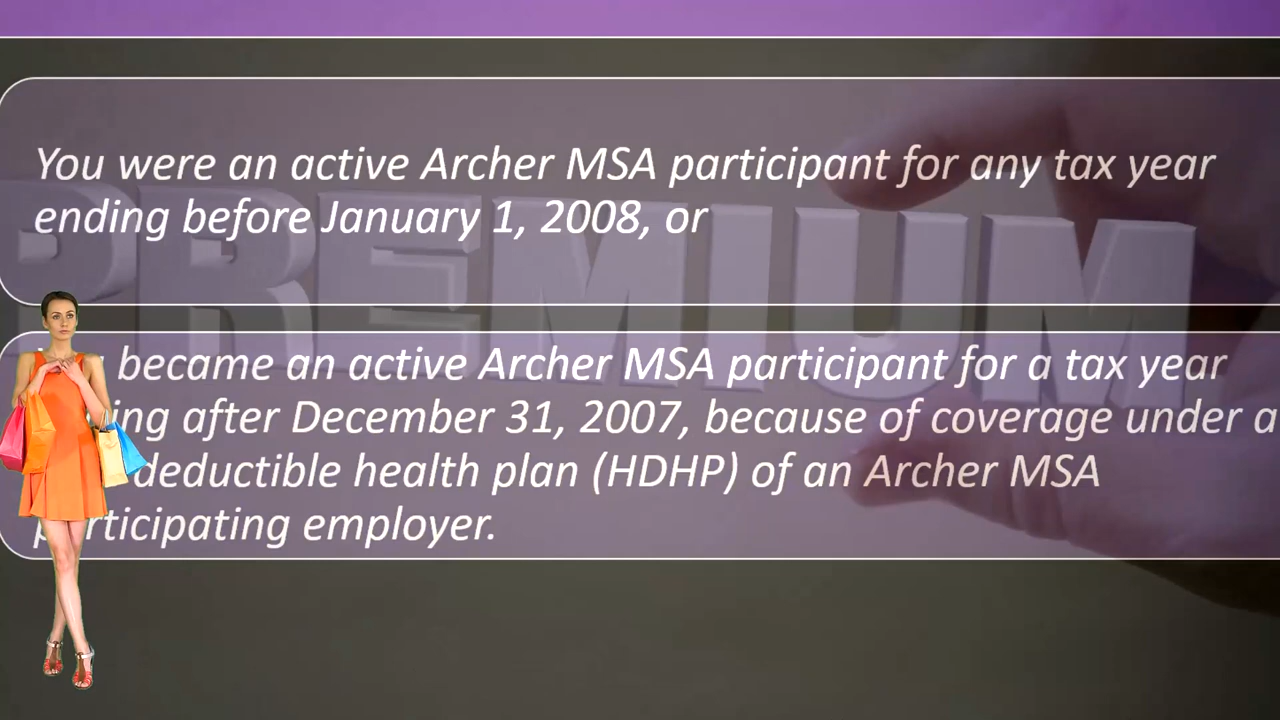 You were an active Archer MSA participant for any tax year
ending before January 1, 2008, or
PREMIUM
became an active Archer MSA participant for a tax year
after December 31, 2007, because of coverage under a
deductible health plan (HDHP) of an Archer MSA
participating employer.